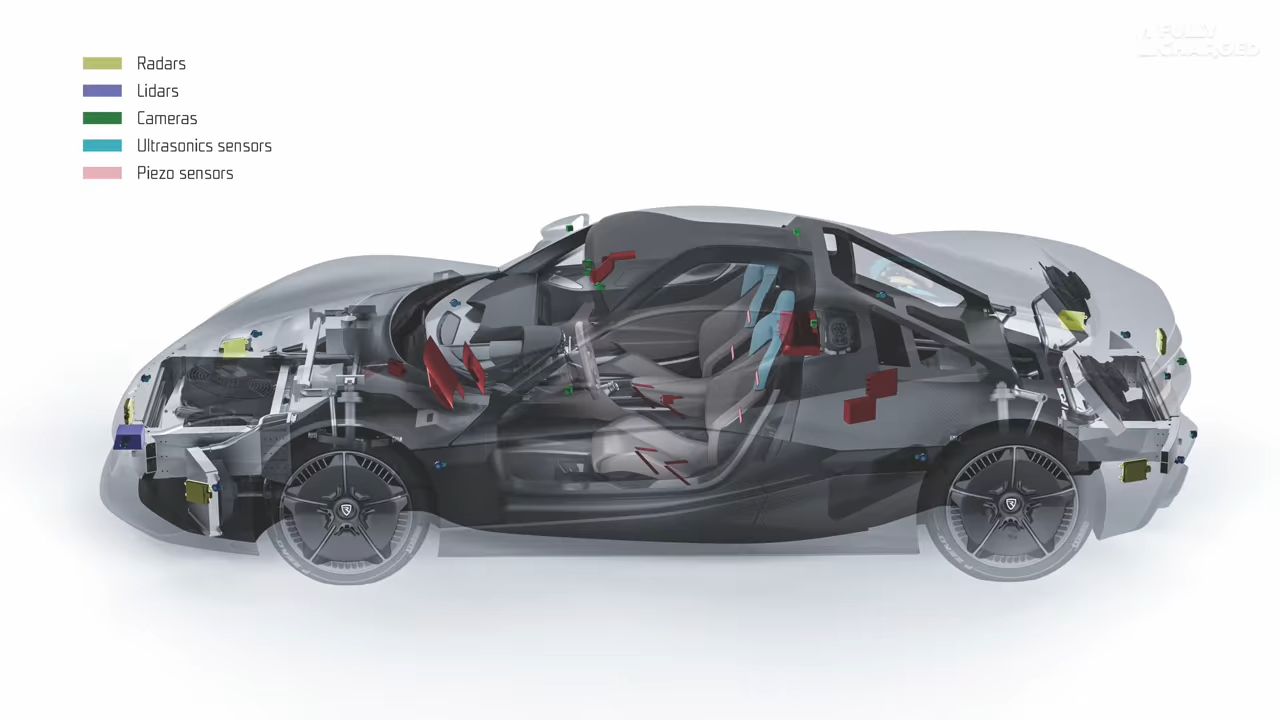 FULLY
CHARGED
Radars
Lidars
Cameras
Ultrasonics sensors
Piezo sensors